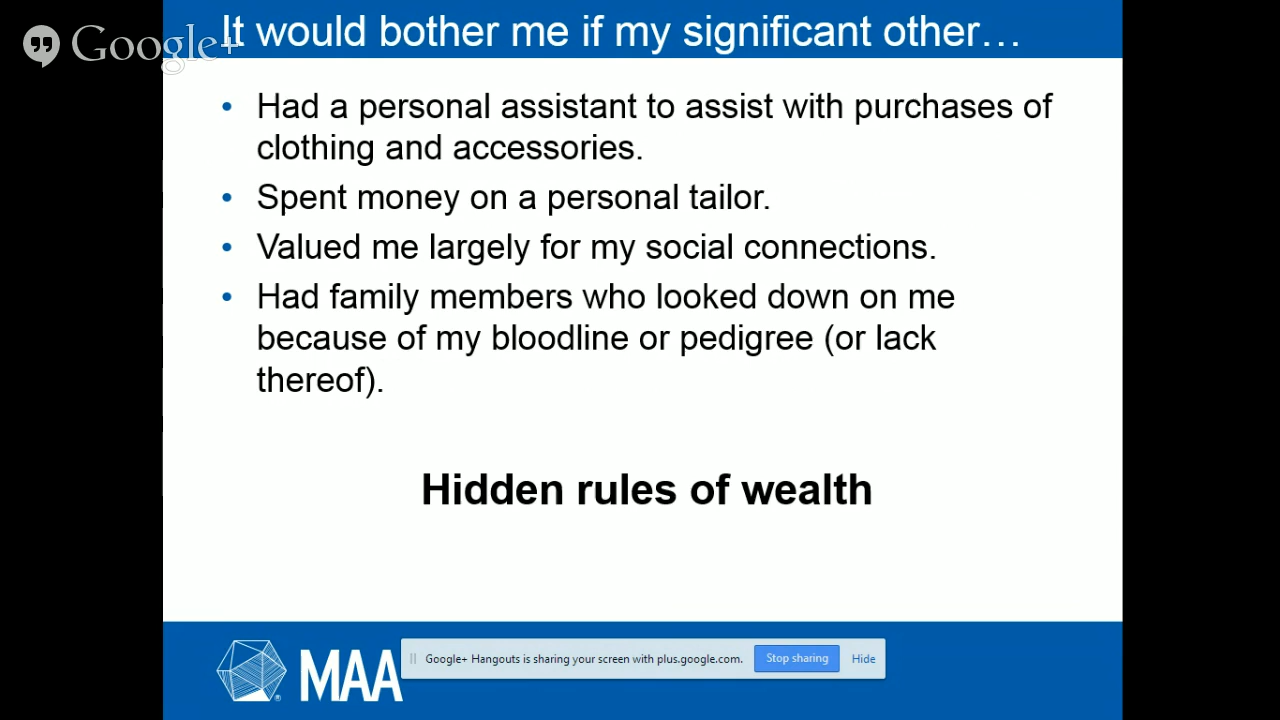 It would bother me if my significant other…
Google+
• Had a personal assistant to assist with purchases of
clothing and accessories.
• Spent money on a personal tailor.
• Valued me largely for my social connections.
• Had family members who looked down on me
because of my bloodline or pedigree (or lack
thereof).
Hidden rules of wealth
MAA
®
Google+ Hangouts is sharing your screen with plus.google.com. Stop sharing Hide